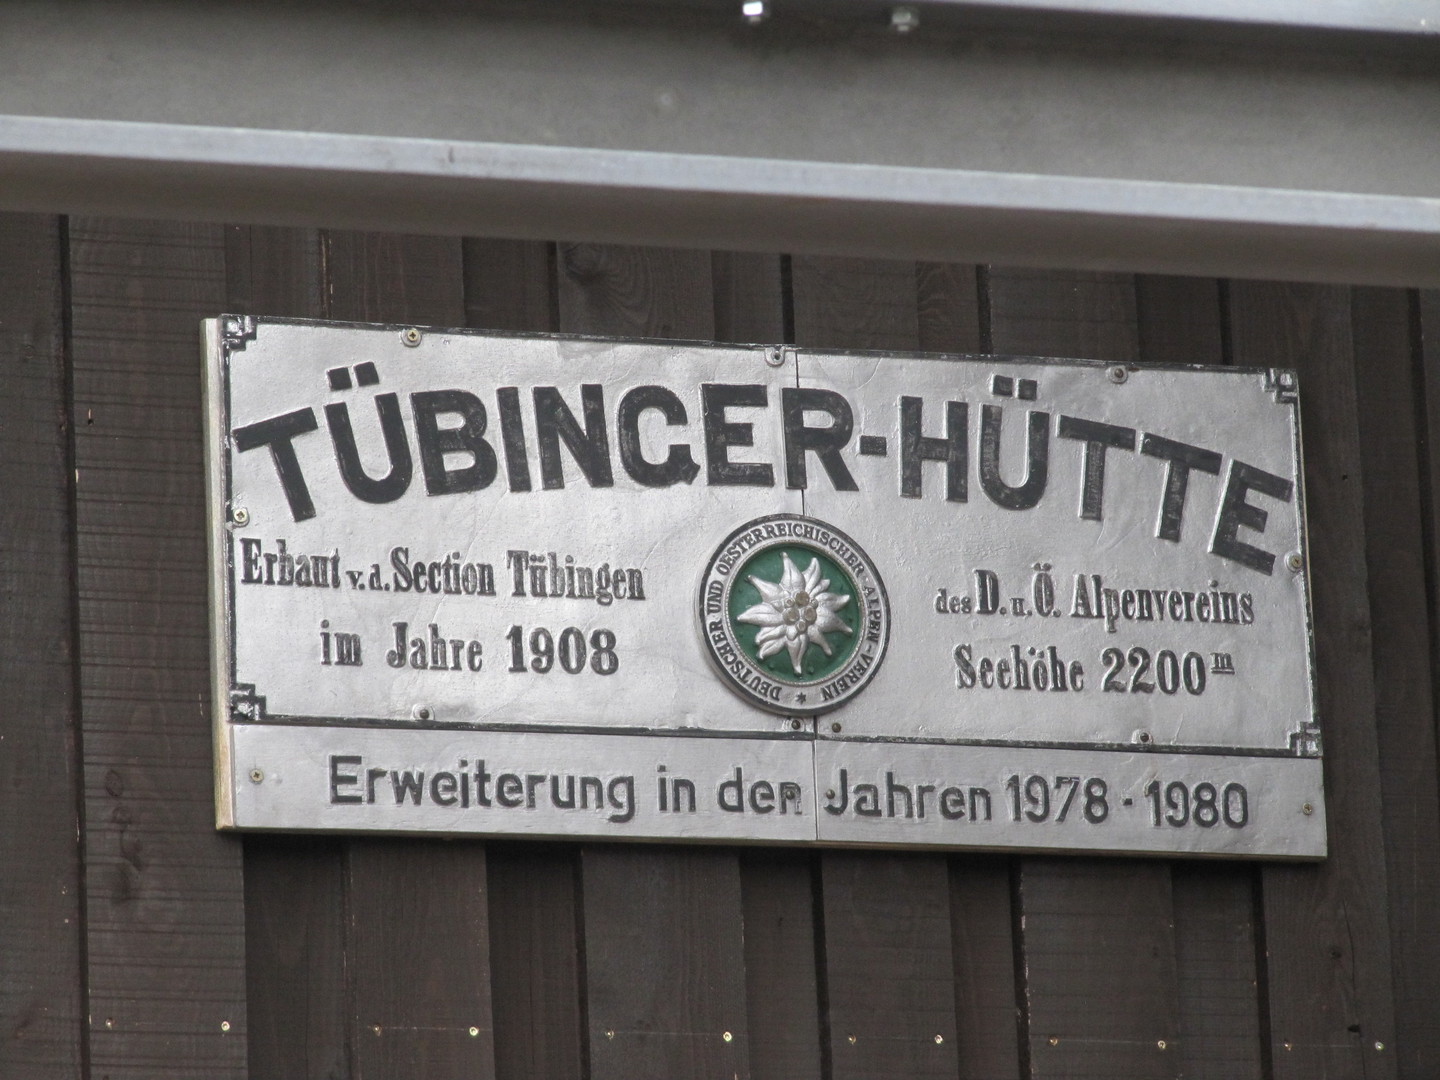 TÜBINGER-HÜTTE
Erbaut v.d. Section Tübingen
im Jahre 1908
DEUTSCHER UND OESTERREICHISCHER ALPEN-VEREIN *
des D. u. Ö. Alpenvereins
Seehöhe 2200 m
Erweiterung in den Jahren 1978 - 1980